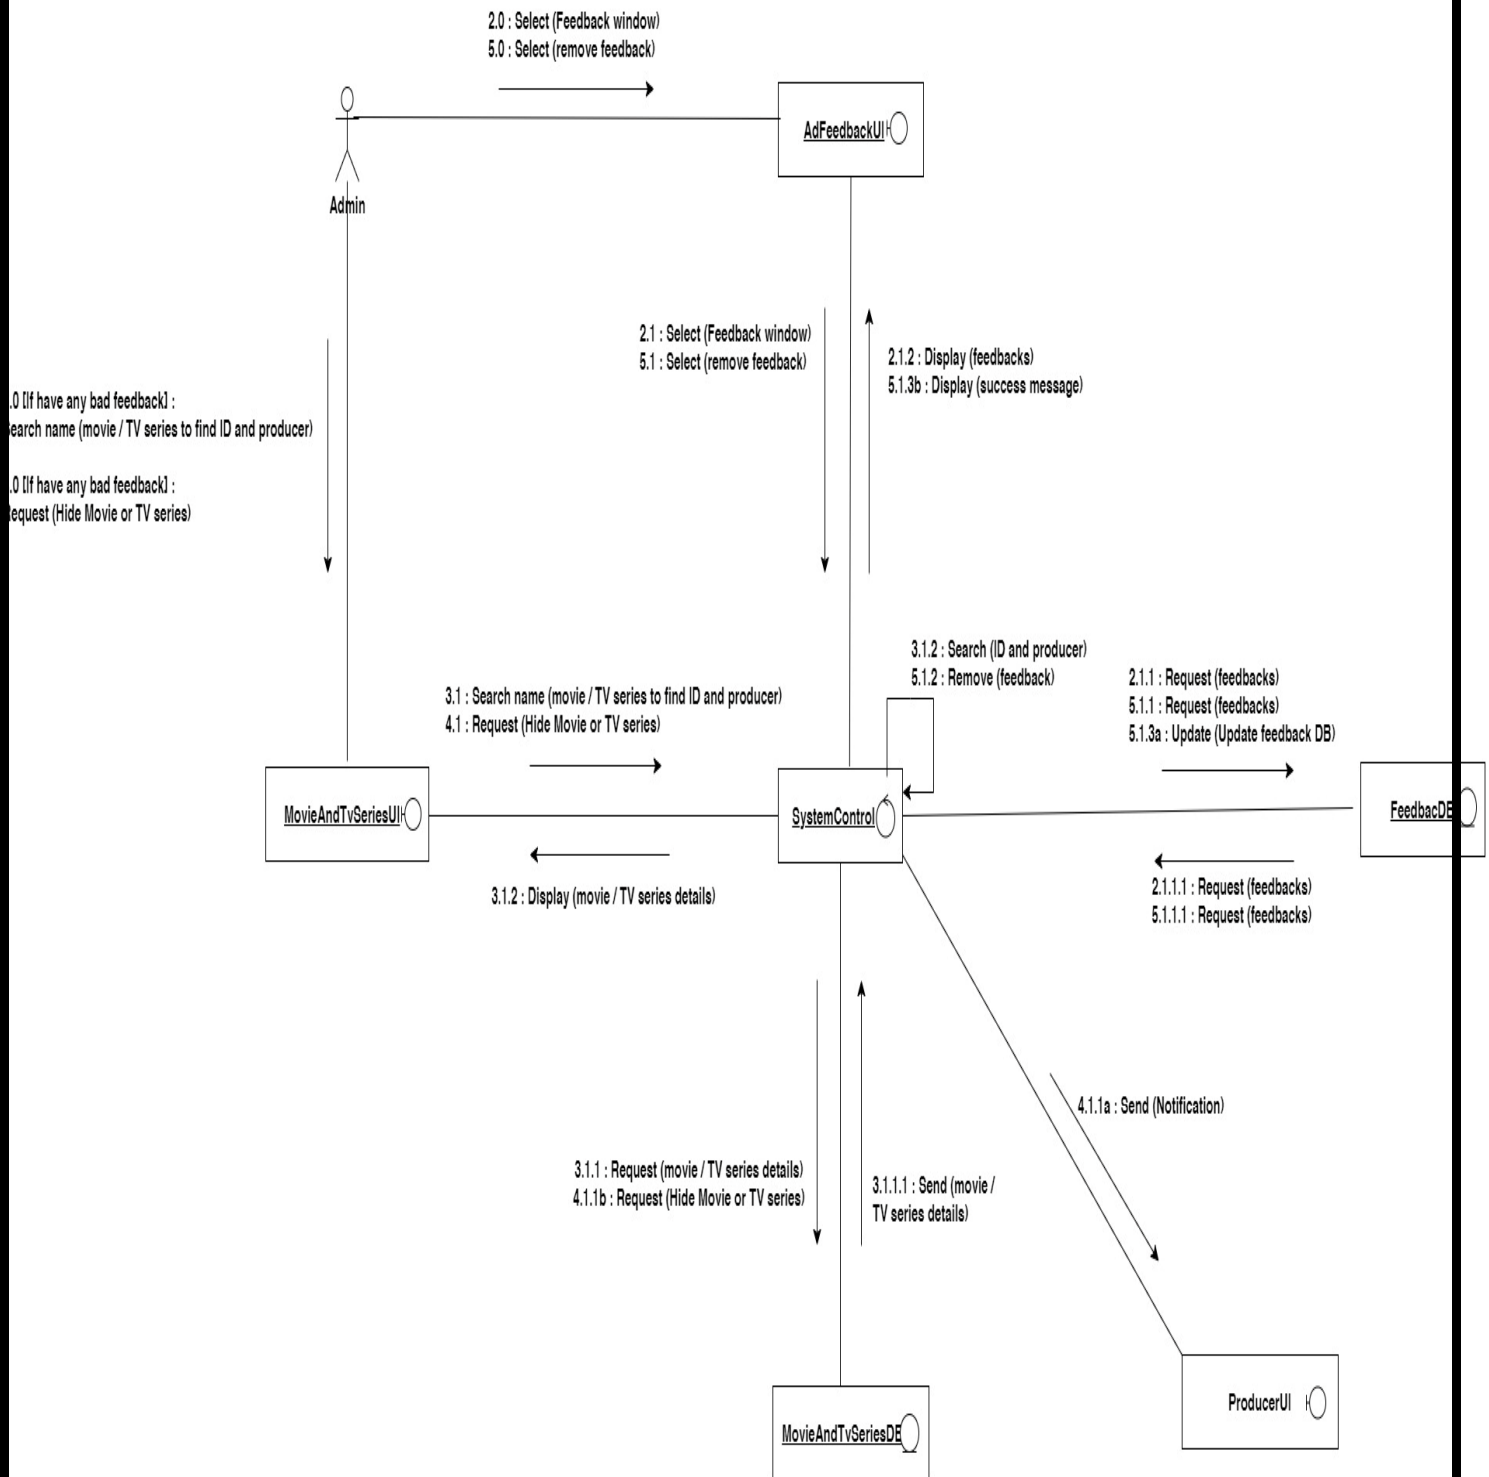 2.0 : Select (Feedback window)
5.0 : Select (remove feedback)
AdFeedbackUI
Admin
2.1 : Select (Feedback window)
5.1 : Select (remove feedback)
2.1.2 : Display (feedbacks)
5.1.3b : Display (success message)
.0 [If have any bad feedback] :
Search name (movie / TV series to find ID and producer)
.0 [If have any bad feedback] :
Request (Hide Movie or TV series)
3.1.2 : Search (ID and producer)
5.1.2 : Remove (feedback)
2.1.1 : Request (feedbacks)
5.1.1 : Request (feedbacks)
5.1.3a : Update (Update feedback DB)
3.1 : Search name (movie / TV series to find ID and producer)
4.1 : Request (Hide Movie or TV series)
MovieAndTvSeriesUI
SystemControl
FeedbacDB
3.1.2 : Display (movie / TV series details)
2.1.1.1 : Request (feedbacks)
5.1.1.1 : Request (feedbacks)
4.1.1a : Send (Notification)
3.1.1 : Request (movie / TV series details)
4.1.1b : Request (Hide Movie or TV series)
3.1.1.1 : Send (movie /
TV series details)
ProducerUI
MovieAndTvSeriesDB